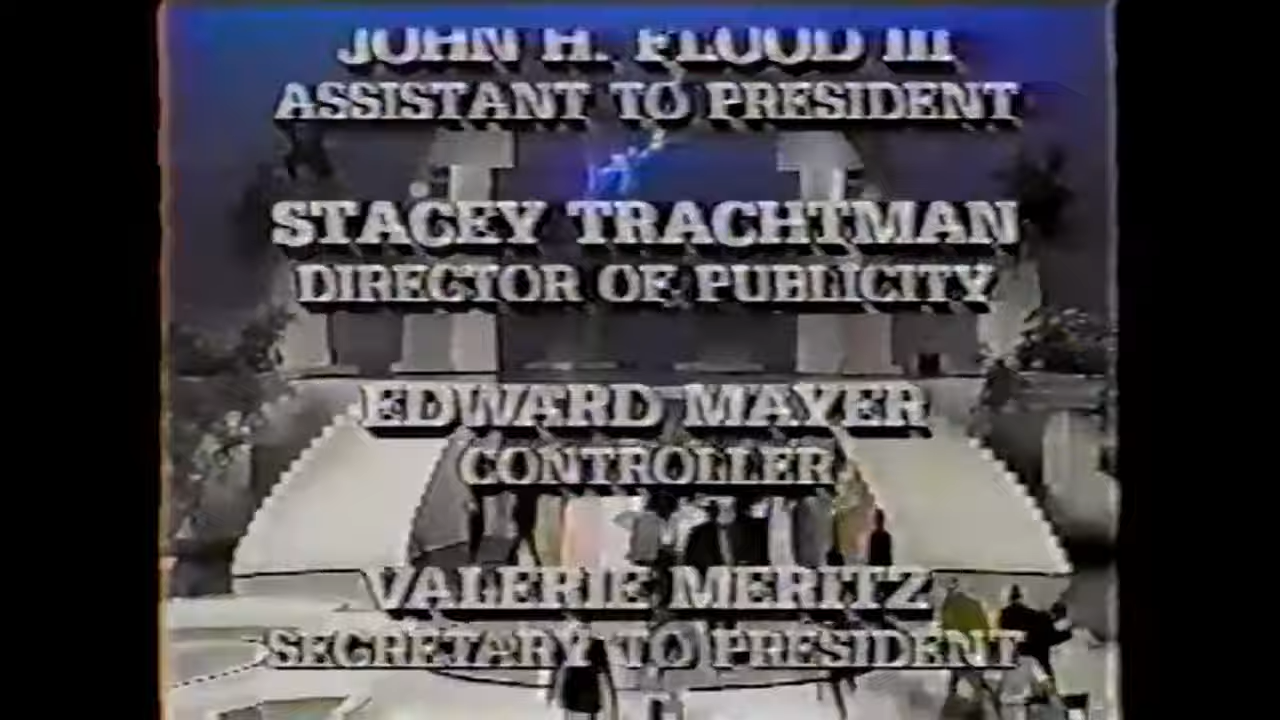 JOHN H. FLOOD III
ASSISTANT TO PRESIDENT
STACEY TRACHTMAN
DIRECTOR OF PUBLICITY
EDWARD MAYER
CONTROLLER
VALERIE MERITZ
SECRETARY TO PRESIDENT